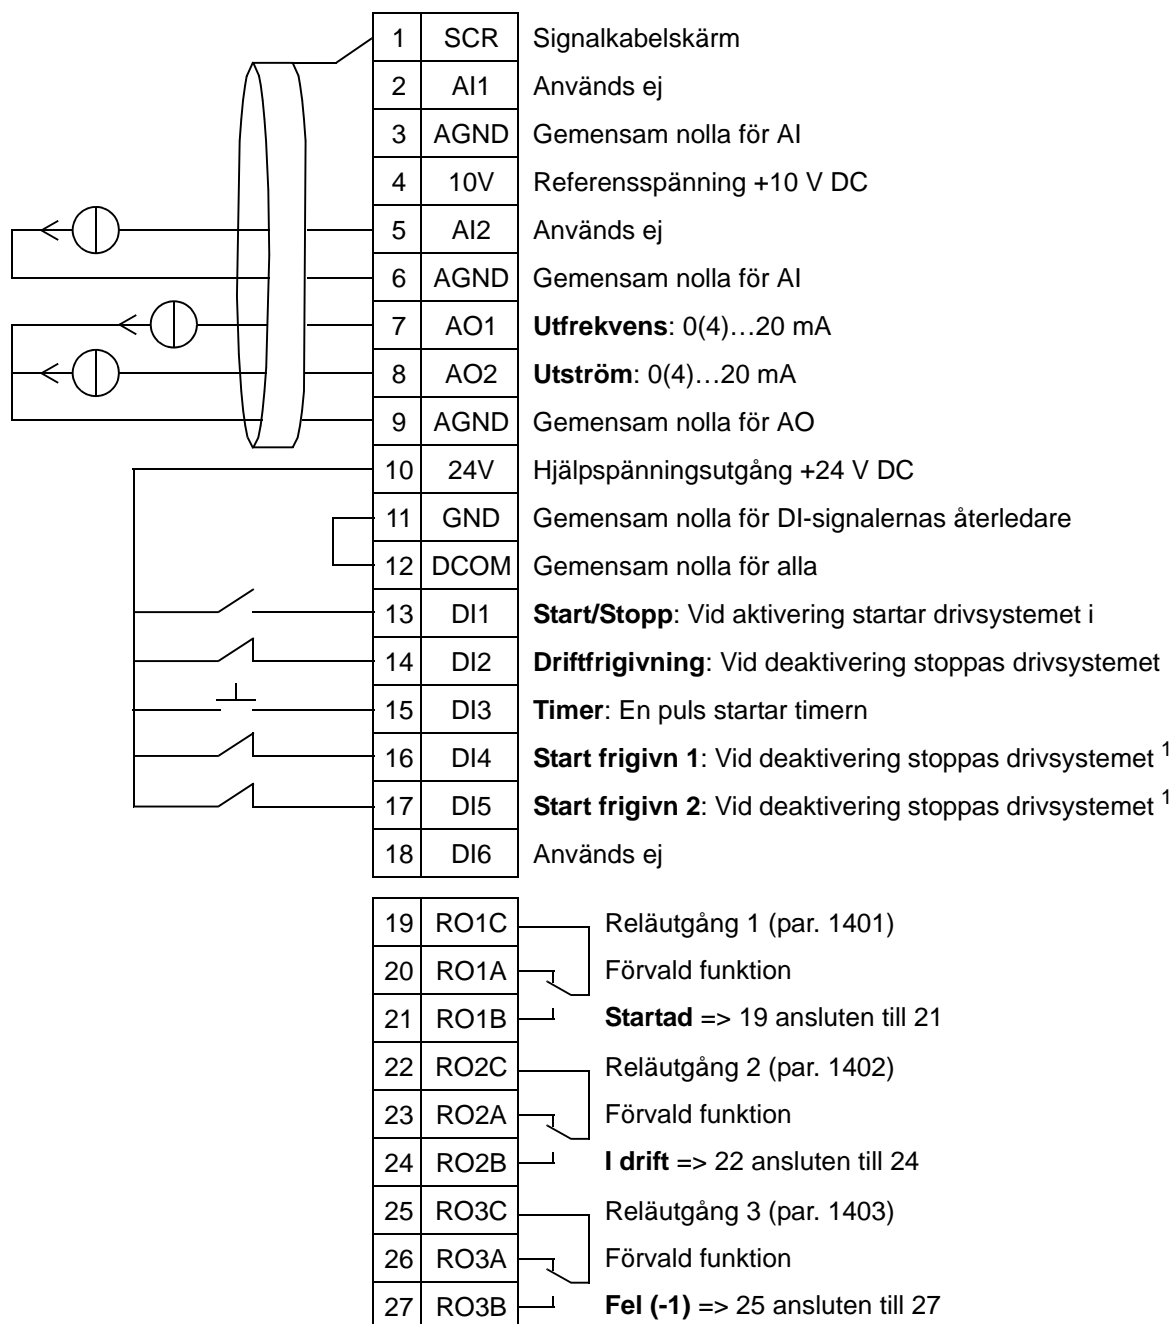 1 SCR Signalkabelskärm
2 AI1 Används ej
3 AGND Gemensam nolla för AI
4 10V Referensspänning +10 V DC
5 AI2 Används ej
6 AGND Gemensam nolla för AI
7 AO1 Utfrekvens: 0(4)…20 mA
8 AO2 Utström: 0(4)…20 mA
9 AGND Gemensam nolla för AO
10 24V Hjälpspänningsutgång +24 V DC
11 GND Gemensam nolla för DI-signalernas återledare
12 DCOM Gemensam nolla för alla
13 DI1 Start/Stopp: Vid aktivering startar drivsystemet i
14 DI2 Driftfrigivning: Vid deaktivering stoppas drivsystemet
15 DI3 Timer: En puls startar timern
16 DI4 Start frigivn 1: Vid deaktivering stoppas drivsystemet 1
17 DI5 Start frigivn 2: Vid deaktivering stoppas drivsystemet 1
18 DI6 Används ej
19 RO1C Reläutgång 1 (par. 1401)
20 RO1A Förvald funktion
21 RO1B Startad => 19 ansluten till 21
22 RO2C Reläutgång 2 (par. 1402)
23 RO2A Förvald funktion
24 RO2B I drift => 22 ansluten till 24
25 RO3C Reläutgång 3 (par. 1403)
26 RO3A Förvald funktion
27 RO3B Fel (-1) => 25 ansluten till 27